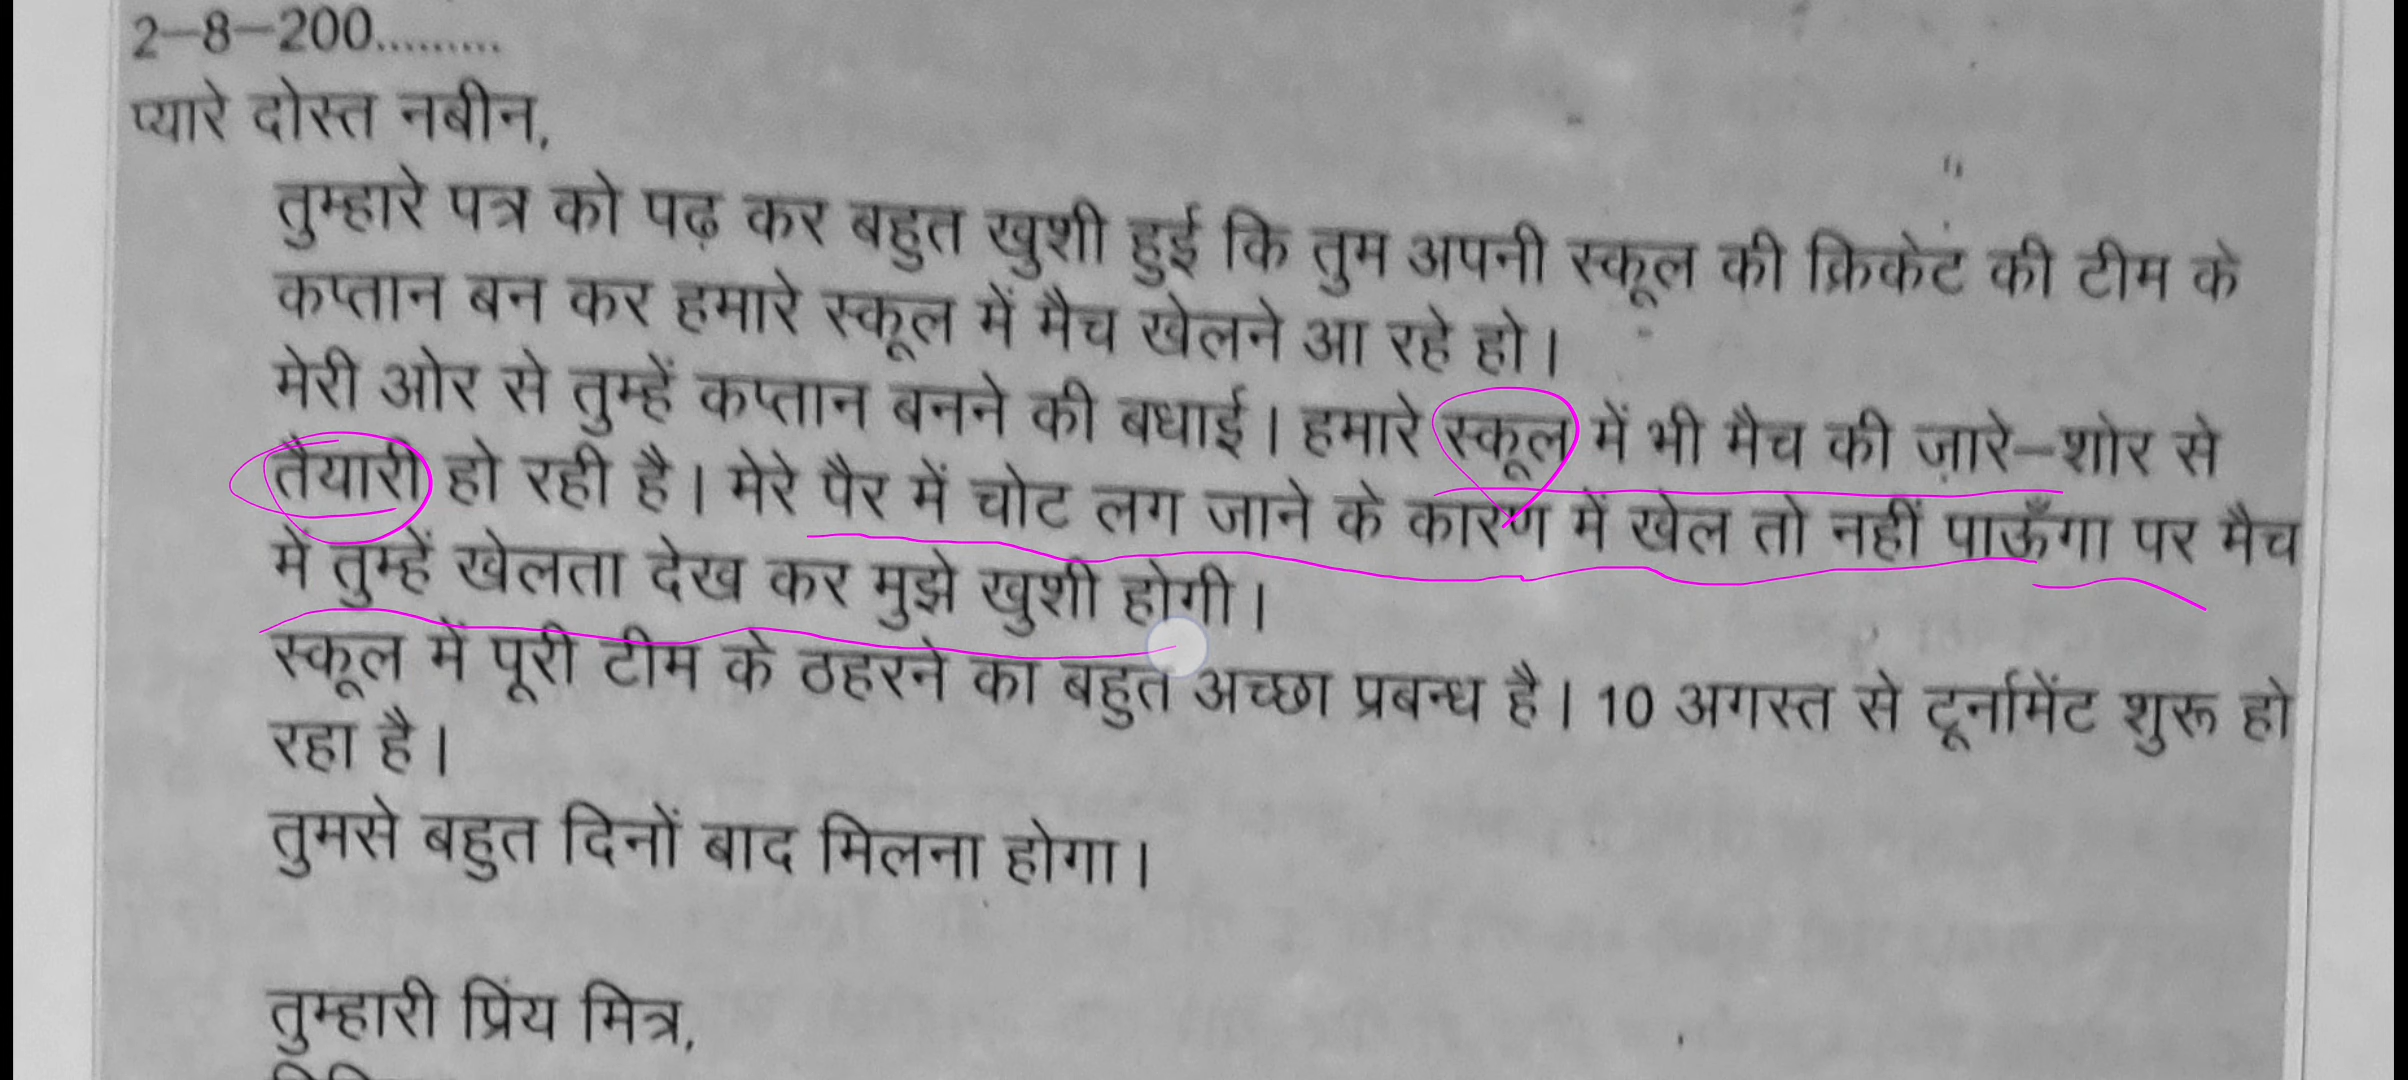 2–8–200.........
प्यारे दोस्त नबीन,
तुम्हारे पत्र को पढ़ कर बहुत खुशी हुई कि तुम अपनी स्कूल की क्रिकेट की टीम के
कप्तान बन कर हमारे स्कूल में मैच खेलने आ रहे हो।
मेरी ओर से तुम्हें कप्तान बनने की बधाई। हमारे स्कूल में भी मैच की ज़ारे–शोर से
तैयारी हो रही है। मेरे पैर में चोट लग जाने के कारण में खेल तो नहीं पाऊँगा पर मैच
में तुम्हें खेलता देख कर मुझे खुशी होगी।
स्कूल में पूरी टीम के ठहरने का बहुत अच्छा प्रबन्ध है। 10 अगस्त से टूर्नामेंट शुरू हो
रहा है।
तुमसे बहुत दिनों बाद मिलना होगा।
तुम्हारी प्रिंय मित्र,